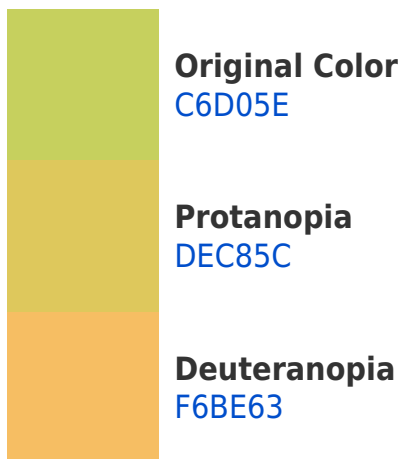 Original Color
C6D05E
Protanopia
DEC85C
Deuteranopia
F6BE63